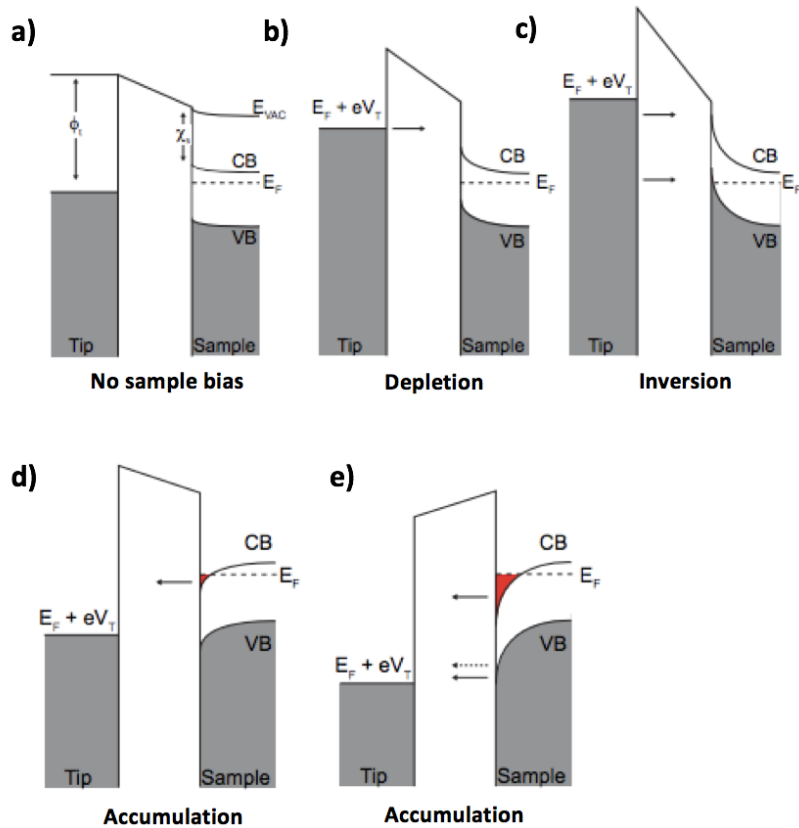 a)
ϕt
EVAC
χs
CB
EF
VB
Tip
Sample
No sample bias
b)
EF + eVT
CB
EF
VB
Tip
Sample
Depletion
c)
EF + eVT
CB
EF
VB
Tip
Sample
Inversion
d)
CB
EF
EF + eVT
VB
Tip
Sample
Accumulation
e)
CB
EF
EF + eVT
VB
Tip
Sample
Accumulation